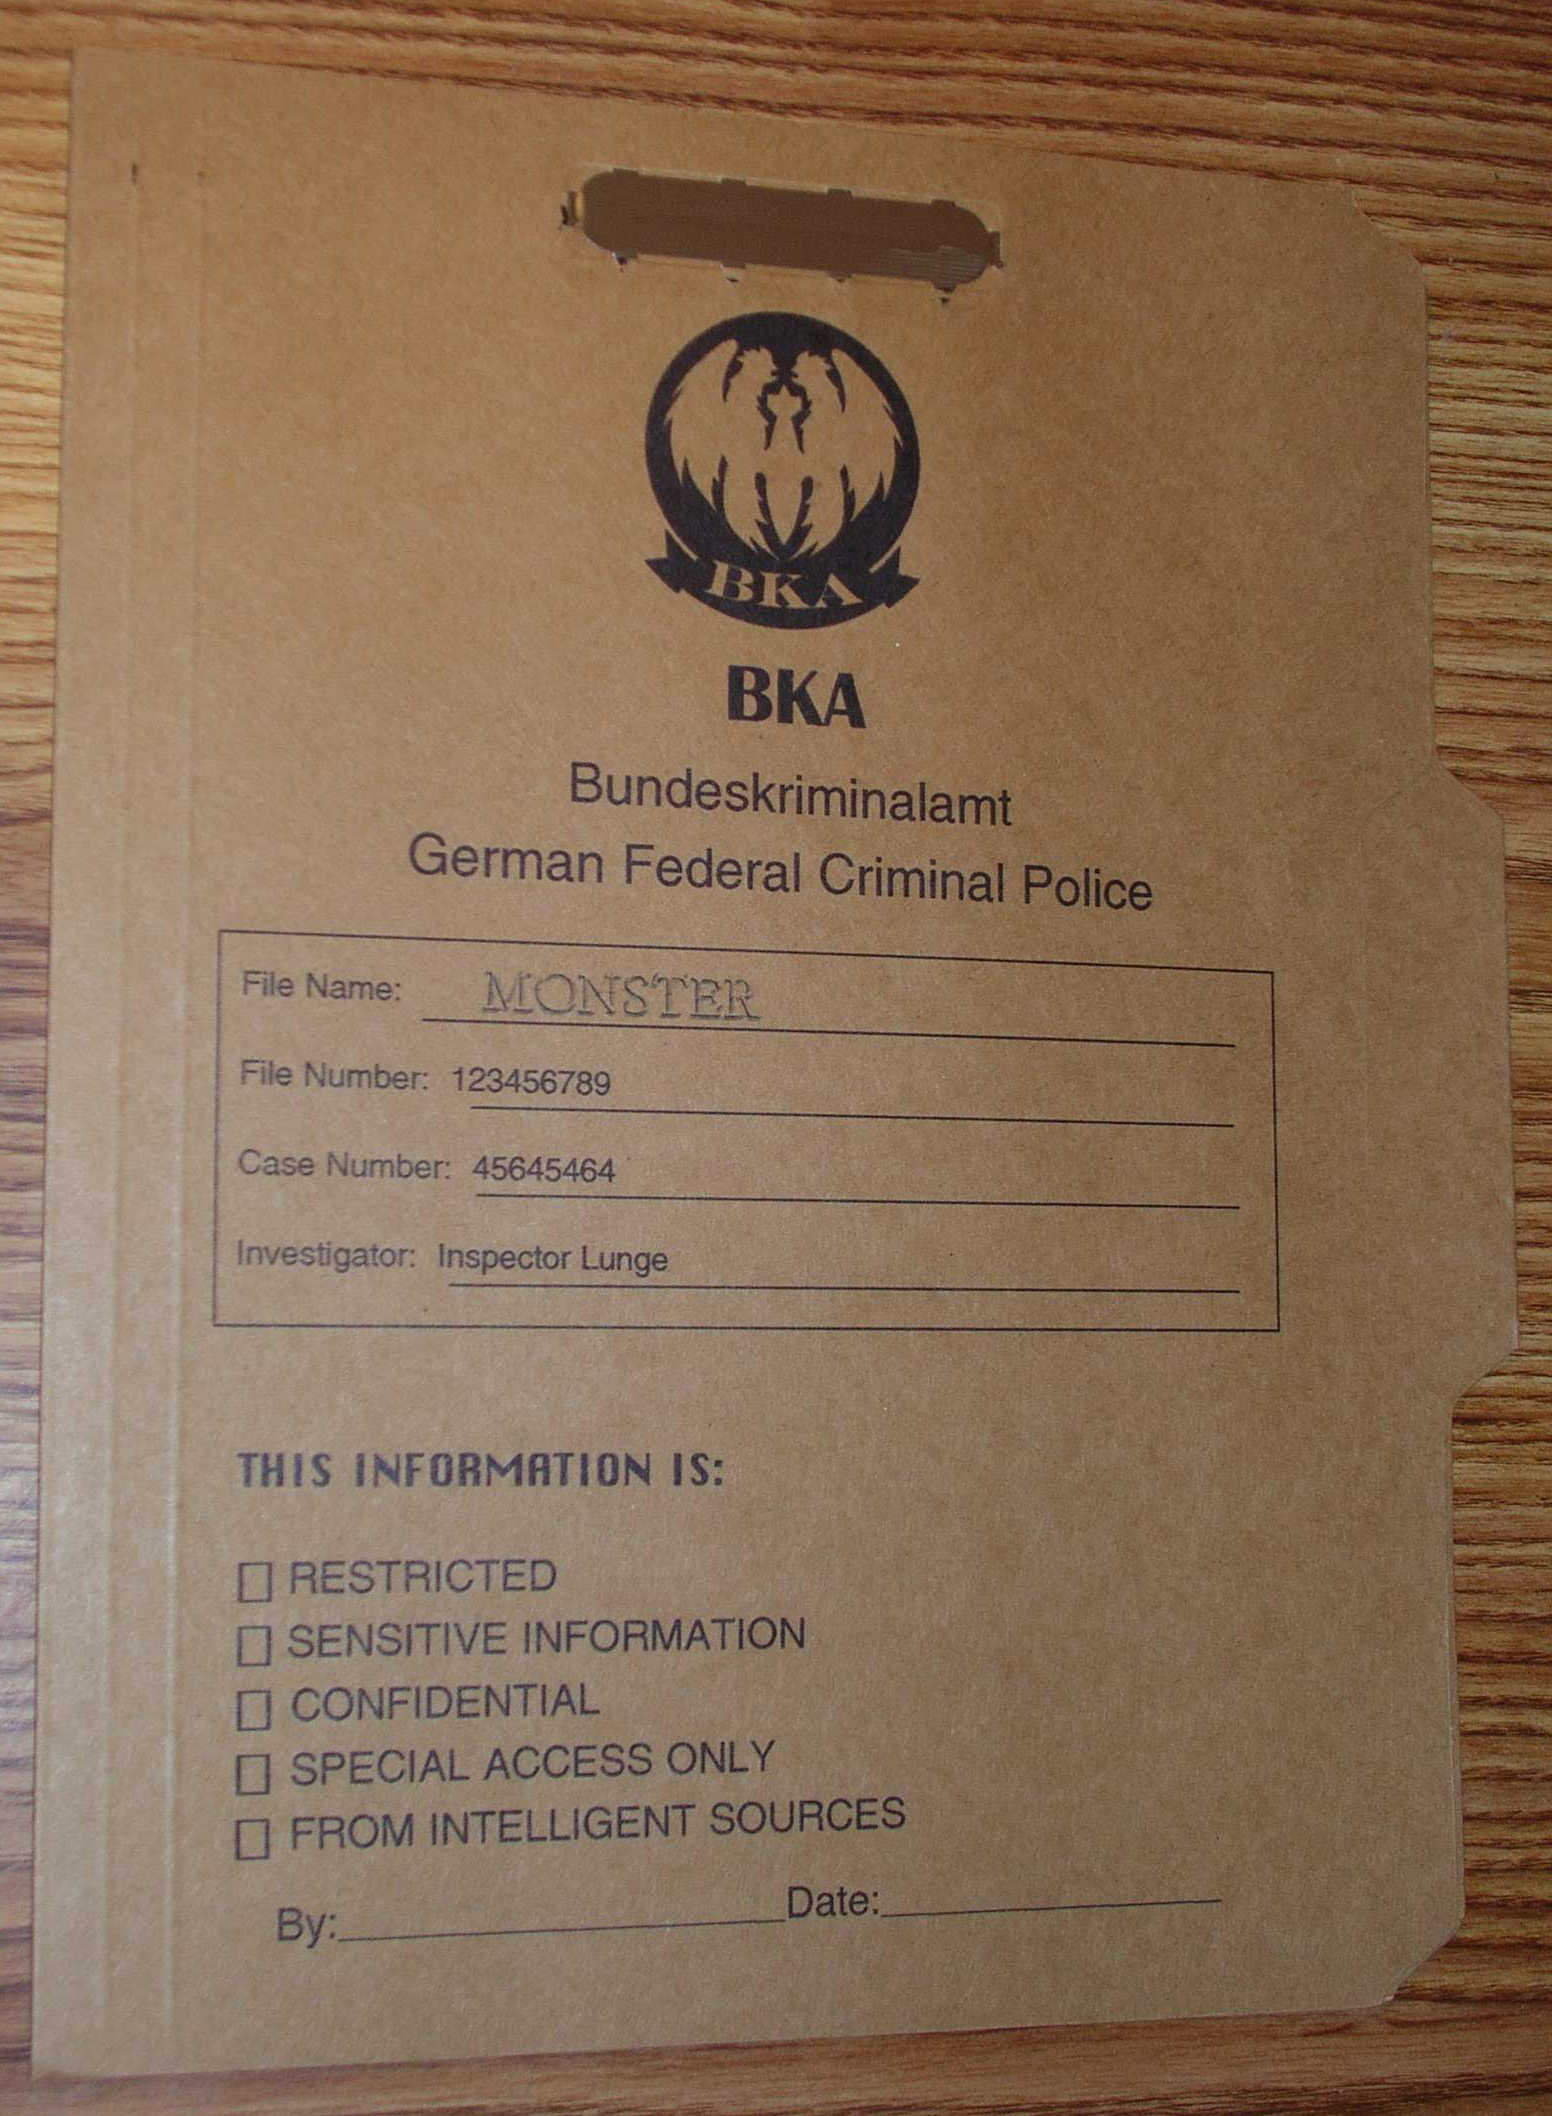 BKA
BKA
Bundeskriminalamt
German Federal Criminal Police
File Name: MONSTER
File Number: 123456789
Case Number: 45645464
Investigator: Inspector Lunge
THIS INFORMATION IS:
RESTRICTED
SENSITIVE INFORMATION
CONFIDENTIAL
SPECIAL ACCESS ONLY
FROM INTELLIGENT SOURCES
By: Date: